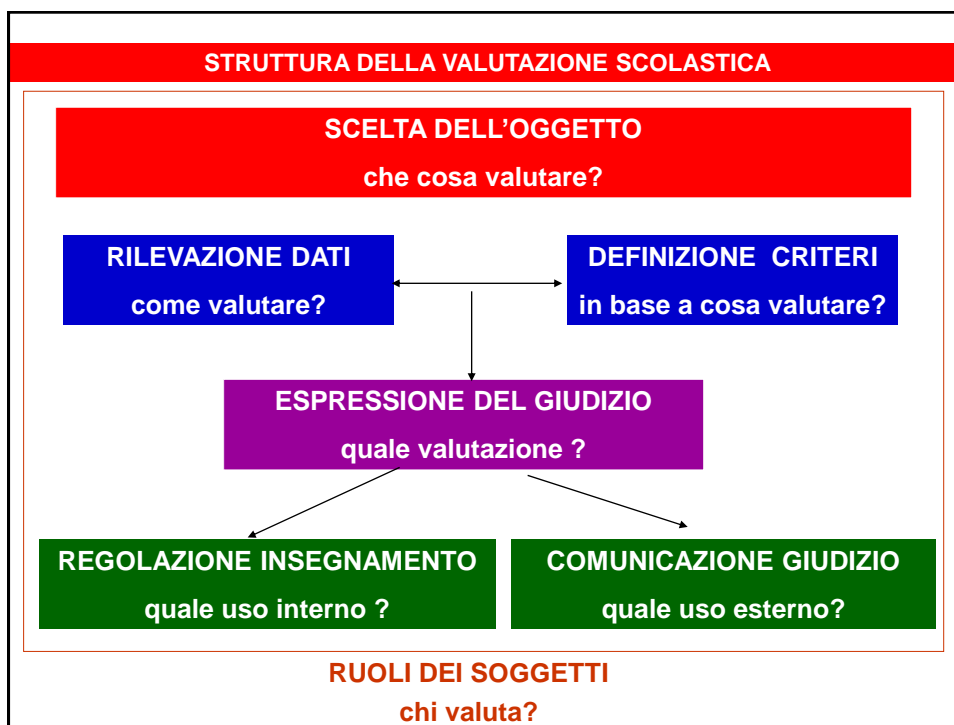 STRUTTURA DELLA VALUTAZIONE SCOLASTICA
SCELTA DELL’OGGETTO
che cosa valutare?
RILEVAZIONE DATI
come valutare?
DEFINIZIONE CRITERI
in base a cosa valutare?
ESPRESSIONE DEL GIUDIZIO
quale valutazione ?
REGOLAZIONE INSEGNAMENTO
quale uso interno ?
COMUNICAZIONE GIUDIZIO
quale uso esterno?
RUOLI DEI SOGGETTI
chi valuta?